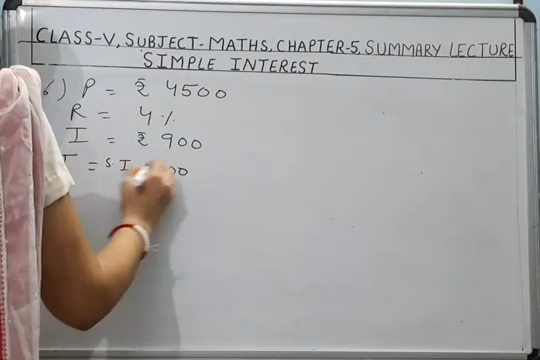 CLASS-V, SUBJECT-MATHS, CHAPTER-5, SUMMARY LECTURE
SIMPLE INTEREST
6) P = ₹ 4500
R = 4%
I = ₹ 900
T = S.I